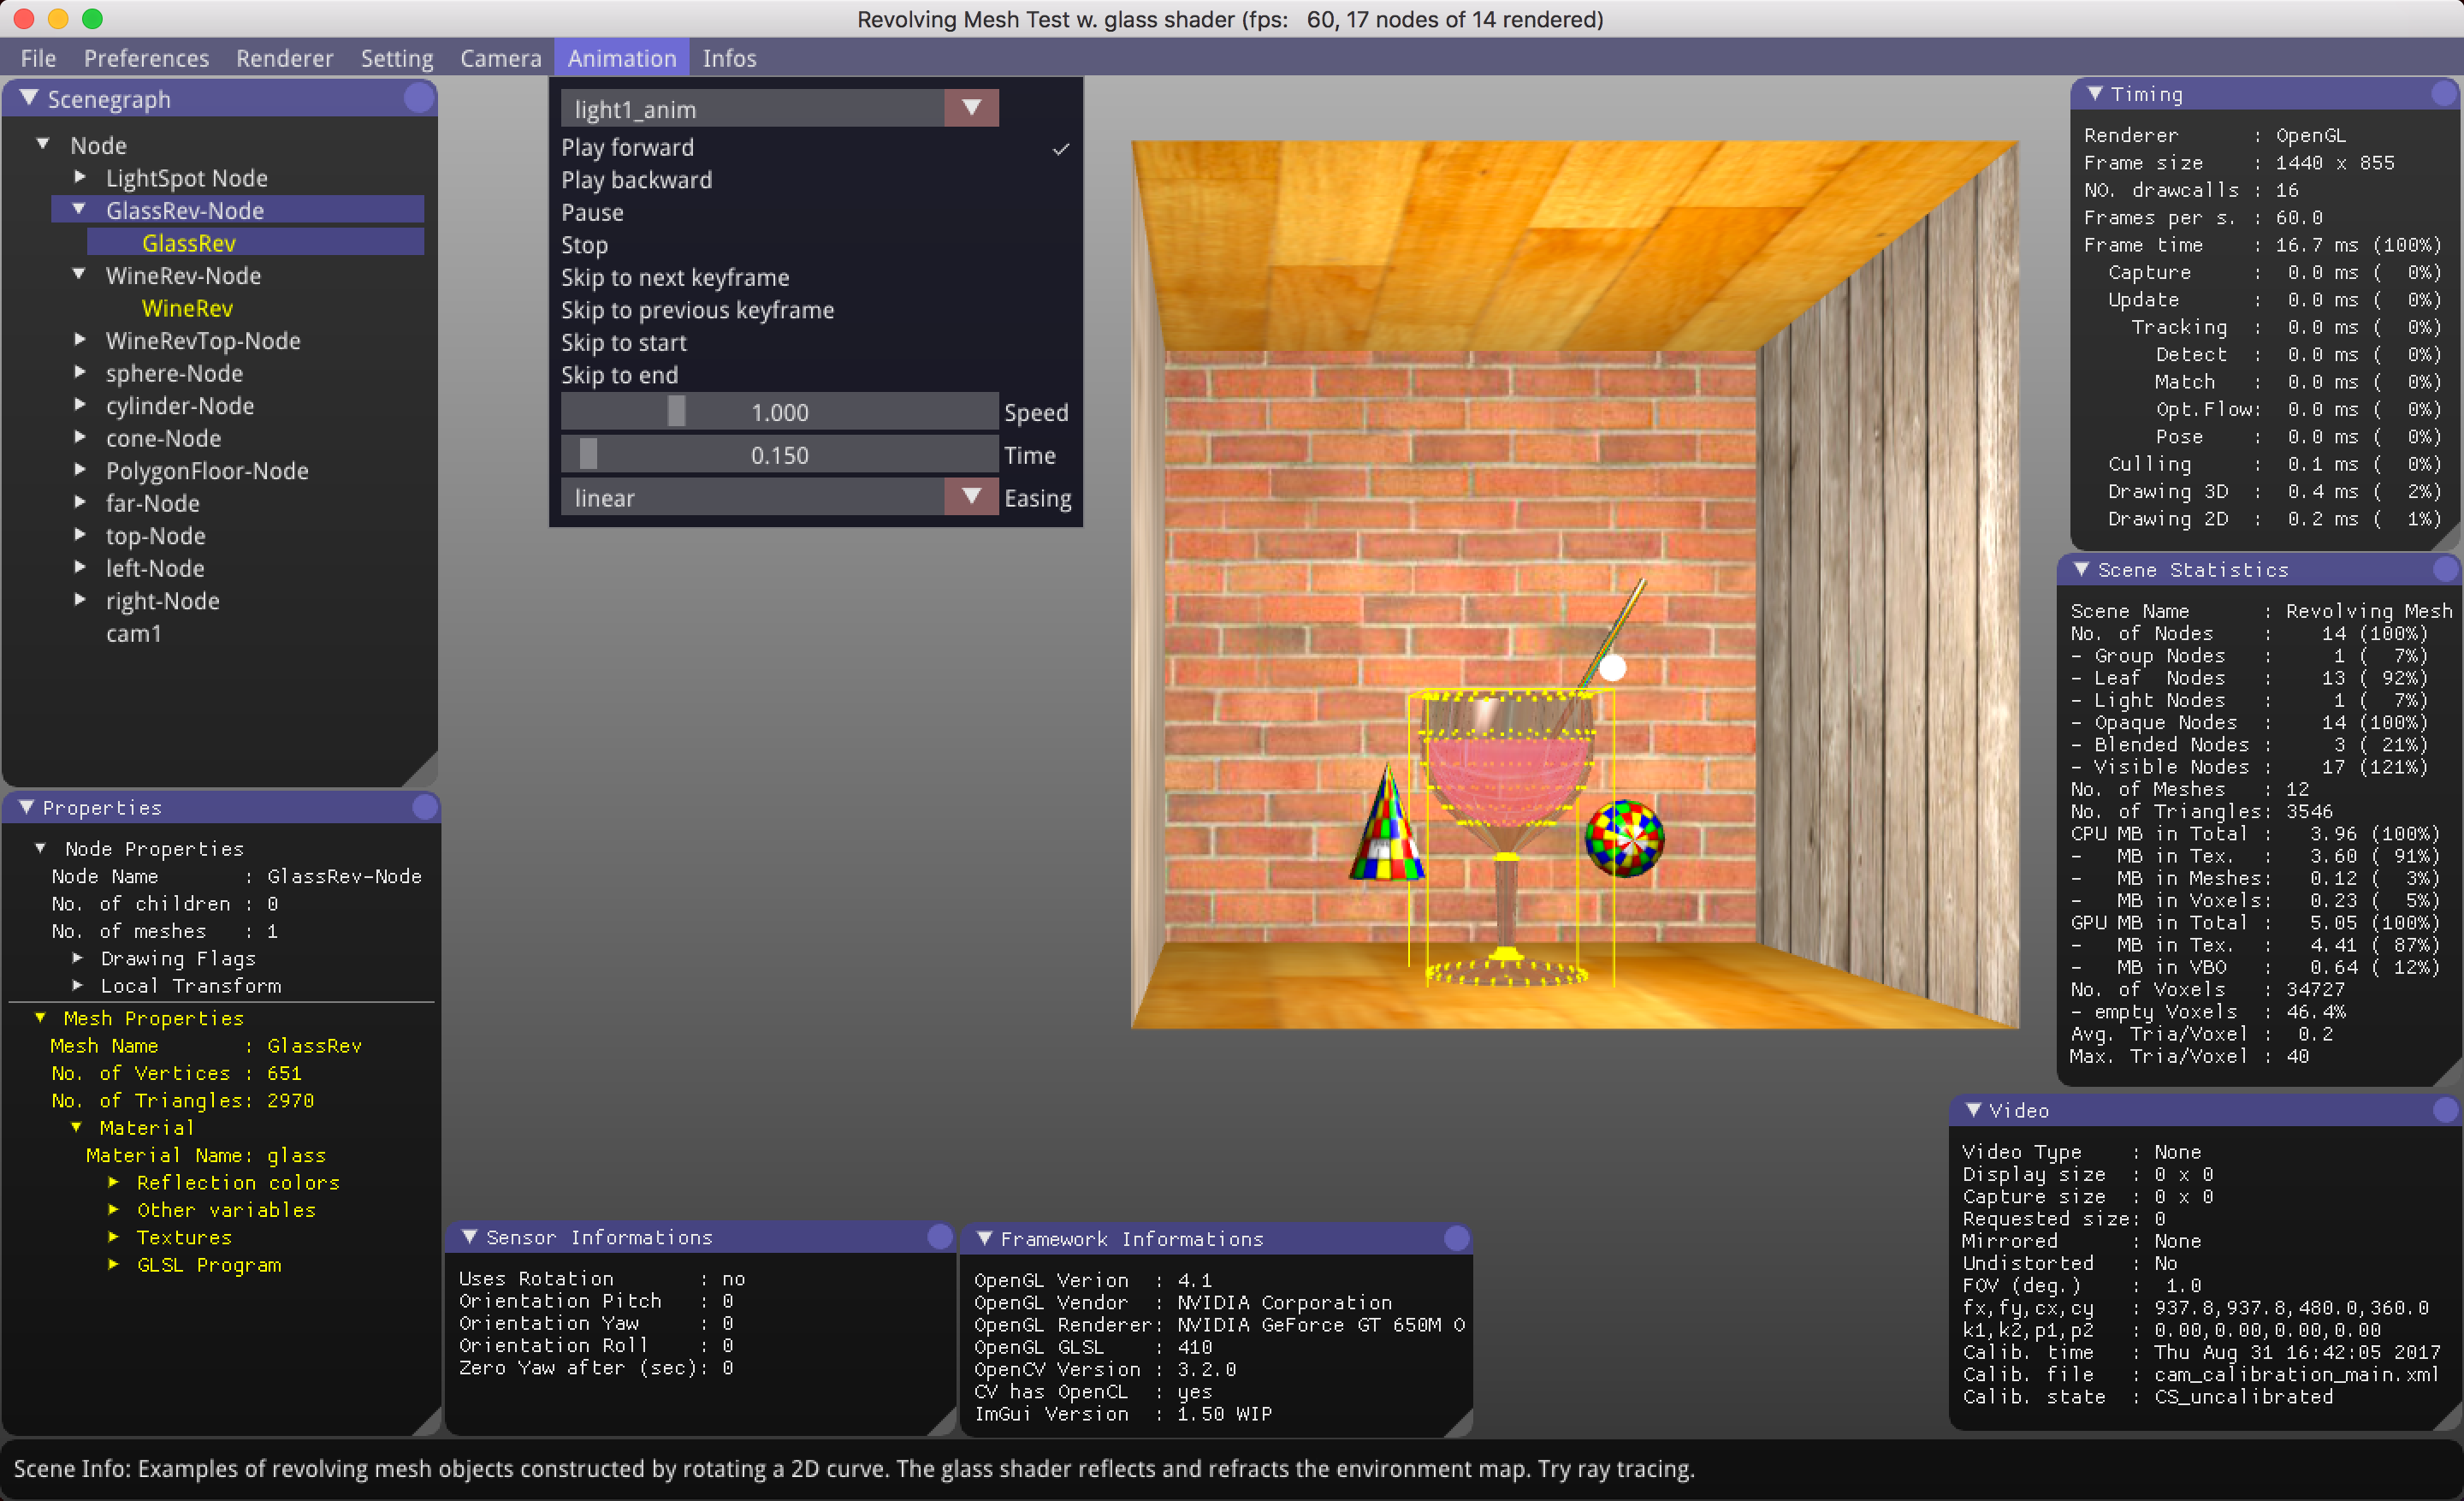 Revolving Mesh Test w. glass shader (fps:   60, 17 nodes of 14 rendered)
File Preferences Renderer Setting Camera Animation Infos
Scenegraph
Node
LightSpot Node
GlassRev-Node
GlassRev
WineRev-Node
WineRev
WineRevTop-Node
sphere-Node
cylinder-Node
cone-Node
PolygonFloor-Node
far-Node
top-Node
left-Node
right-Node
cam1
light1_anim
Play forward
Play backward
Pause
Stop
Skip to next keyframe
Skip to previous keyframe
Skip to start
Skip to end
1.000 Speed
0.150 Time
linear Easing
Timing
Renderer : OpenGL
Frame size : 1440 x 855
NO. drawcalls : 16
Frames per s. : 60.0
Frame time : 16.7 ms (100%)
Capture : 0.0 ms (  0%)
Update : 0.0 ms (  0%)
Tracking : 0.0 ms (  0%)
Detect : 0.0 ms (  0%)
Match : 0.0 ms (  0%)
Opt.Flow: 0.0 ms (  0%)
Pose : 0.0 ms (  0%)
Culling : 0.1 ms (  0%)
Drawing 3D : 0.4 ms (  2%)
Drawing 2D : 0.2 ms (  1%)
Scene Statistics
Scene Name : Revolving Mesh
No. of Nodes : 14 (100%)
- Group Nodes : 1 (  7%)
- Leaf  Nodes : 13 ( 92%)
- Light Nodes : 1 (  7%)
- Opaque Nodes : 14 (100%)
- Blended Nodes : 3 ( 21%)
- Visible Nodes : 17 (121%)
No. of Meshes : 12
No. of Triangles: 3546
CPU MB in Total : 3.96 (100%)
-   MB in Tex. : 3.60 ( 91%)
-   MB in Meshes: 0.12 (  3%)
-   MB in Voxels: 0.23 (  5%)
GPU MB in Total : 5.05 (100%)
-   MB in Tex. : 4.41 ( 87%)
-   MB in VBO : 0.64 ( 12%)
No. of Voxels : 34727
- empty Voxels : 46.4%
Avg. Tria/Voxel : 0.2
Max. Tria/Voxel : 40
Properties
Node Properties
Node Name : GlassRev-Node
No. of children : 0
No. of meshes : 1
Drawing Flags
Local Transform
Mesh Properties
Mesh Name : GlassRev
No. of Vertices : 651
No. of Triangles: 2970
Material
Material Name: glass
Reflection colors
Other variables
Textures
GLSL Program
Sensor Informations
Uses Rotation : no
Orientation Pitch : 0
Orientation Yaw : 0
Orientation Roll : 0
Zero Yaw after (sec): 0
Framework Informations
OpenGL Verion : 4.1
OpenGL Vendor : NVIDIA Corporation
OpenGL Renderer: NVIDIA GeForce GT 650M O
OpenGL GLSL : 410
OpenCV Version : 3.2.0
CV has OpenCL : yes
ImGui Version : 1.50 WIP
Video
Video Type : None
Display size : 0 x 0
Capture size : 0 x 0
Requested size: 0
Mirrored : None
Undistorted : No
FOV (deg.) : 1.0
fx,fy,cx,cy : 937.8,937.8,480.0,360.0
k1,k2,p1,p2 : 0.00,0.00,0.00,0.00
Calib. time : Thu Aug 31 16:42:05 2017
Calib. file : cam_calibration_main.xml
Calib. state : CS_uncalibrated
Scene Info: Examples of revolving mesh objects constructed by rotating a 2D curve. The glass shader reflects and refracts the environment map. Try ray tracing.